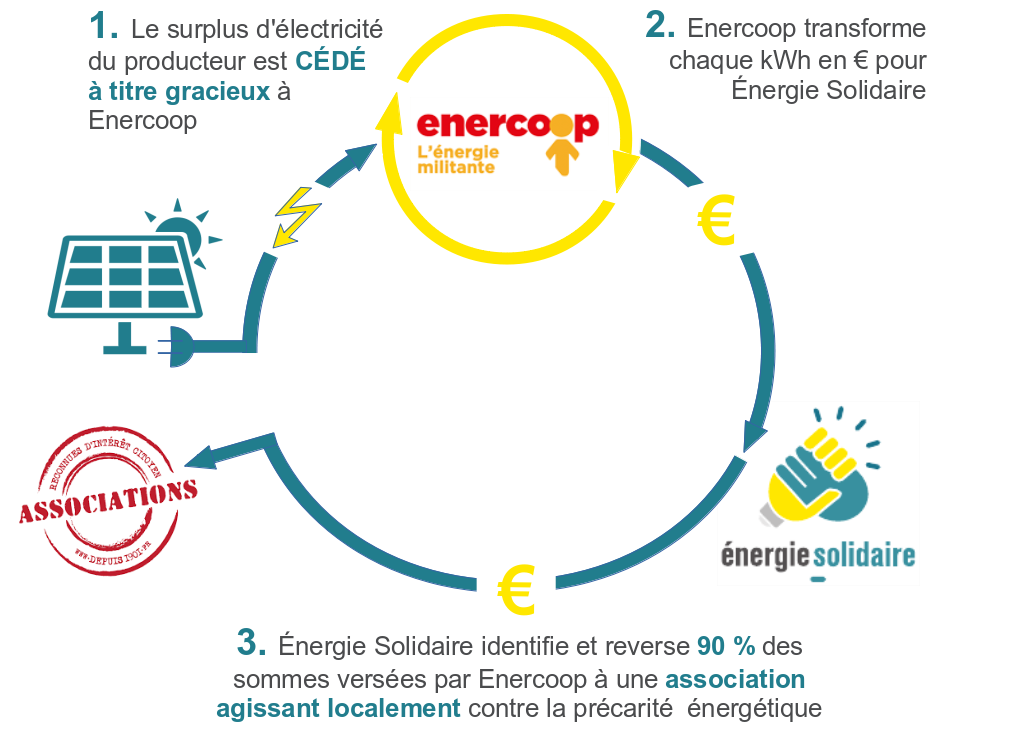 1. Le surplus d'électricité
du producteur est CÉDÉ
à titre gracieux à
Enercoop
2. Enercoop transforme
chaque kWh en € pour
Énergie Solidaire
enercoop
L'énergie
militante
€
RECONNUES D'INTÉRÊT CITOYEN
ASSOCIATIONS
WWW.DEPUIS1901.FR
énergie solidaire
€
3. Énergie Solidaire identifie et reverse 90 % des
sommes versées par Enercoop à une association
agissant localement contre la précarité énergétique